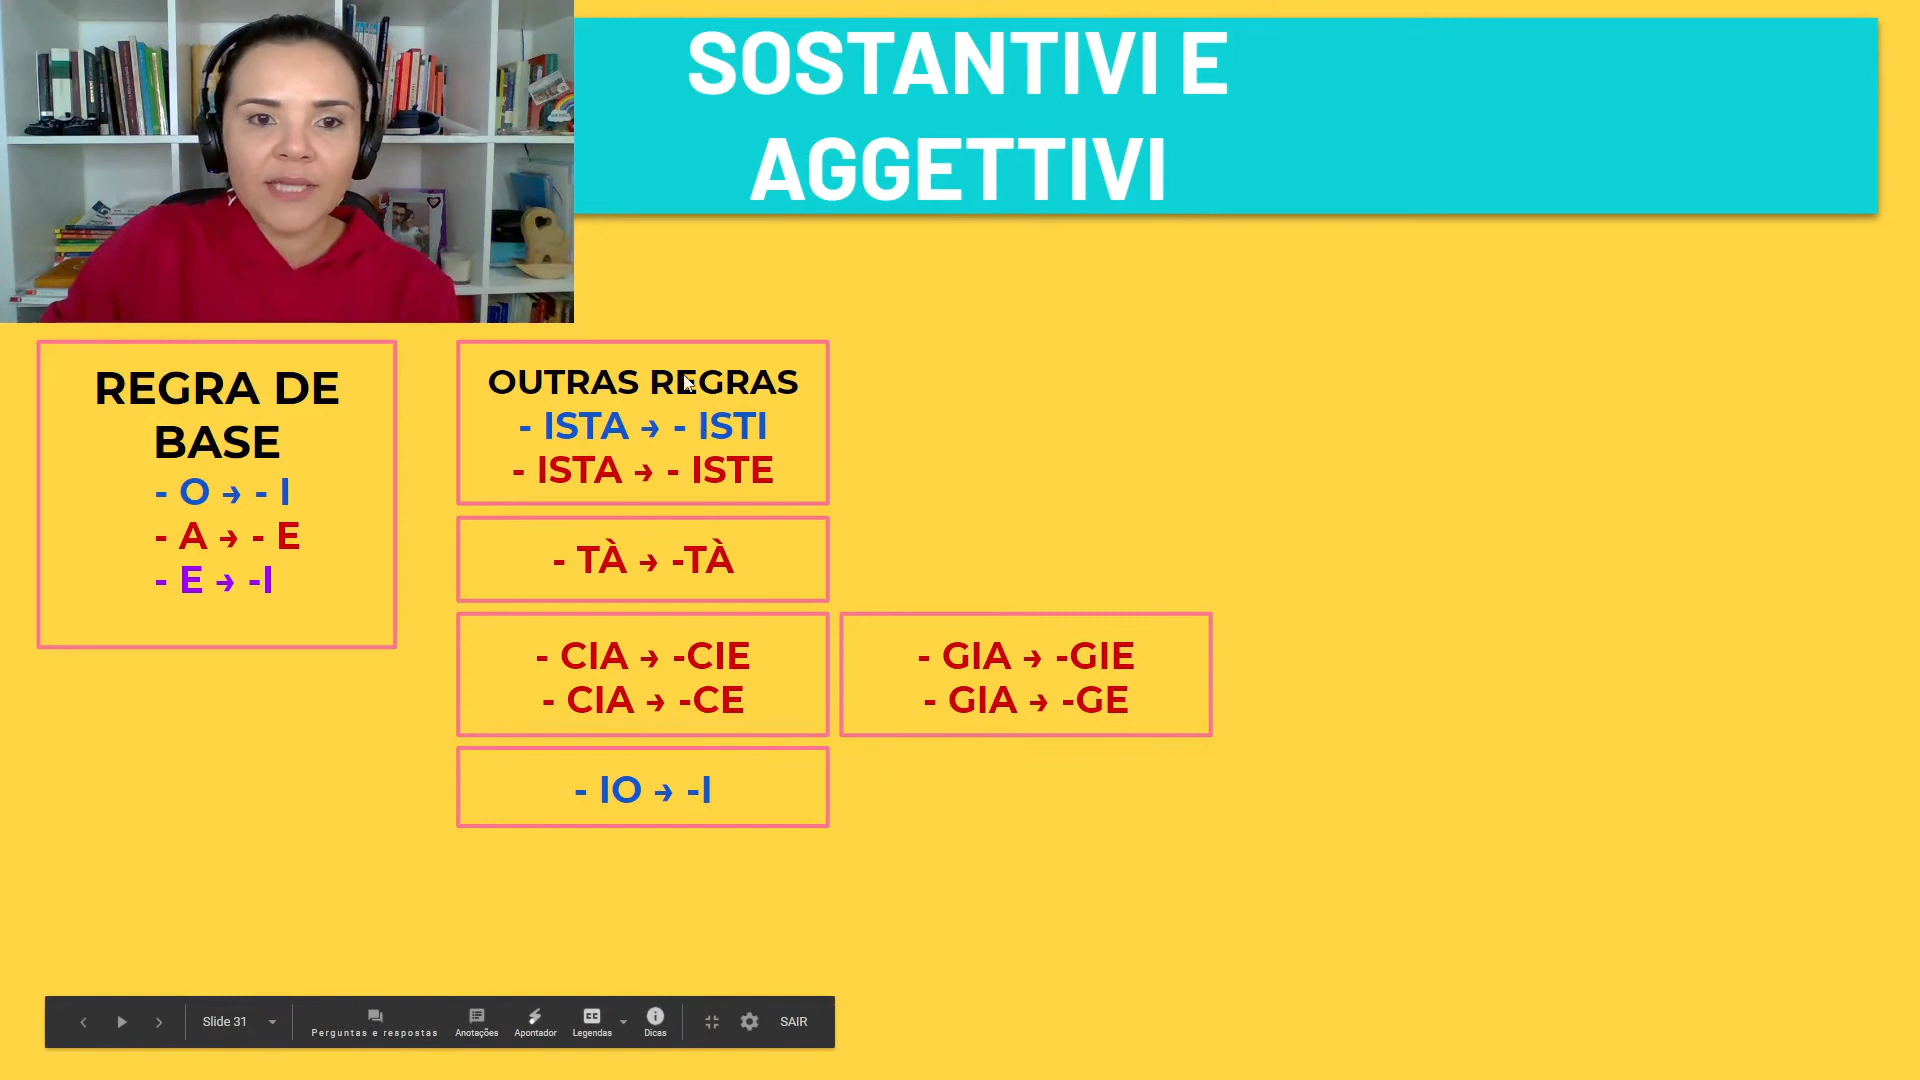 SOSTANTIVI E
AGGETTIVI
REGRA DE
BASE
- O → - I
- A → - E
- E → -I
OUTRAS REGRAS
- ISTA → - ISTI
- ISTA → - ISTE
- TÀ → -TÀ
- CIA → -CIE
- CIA → -CE
- GIA → -GIE
- GIA → -GE
- IO → -I
Slide 31
Perguntas e respostas
Anotações
Apontador
Legendas
Dicas
SAIR